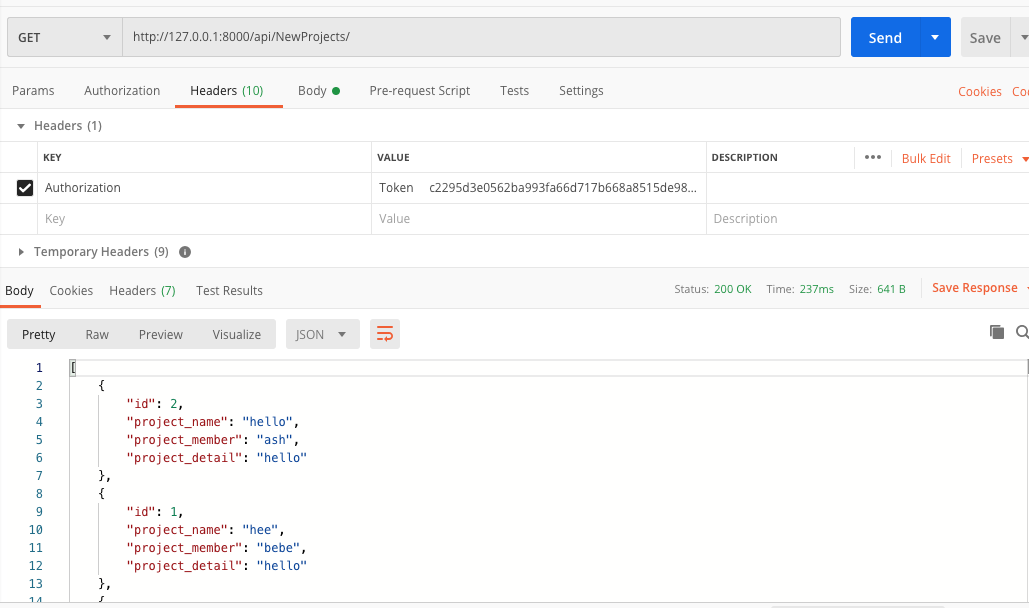 GET http://127.0.0.1:8000/api/NewProjects/ Send Save
Params Authorization Headers (10) Body Pre-request Script Tests Settings Cookies
Headers (1)
KEY VALUE DESCRIPTION ••• Bulk Edit Presets
Authorization Token c2295d3e0562ba993fa66d717b668a8515de98...
Key Value Description
Temporary Headers (9)
Body Cookies Headers (7) Test Results Status: 200 OK Time: 237ms Size: 641 B Save Response
Pretty Raw Preview Visualize JSON
1 [
2 {
3 "id": 2,
4 "project_name": "hello",
5 "project_member": "ash",
6 "project_detail": "hello"
7 },
8 {
9 "id": 1,
10 "project_name": "hee",
11 "project_member": "bebe",
12 "project_detail": "hello"
13 },
14 {